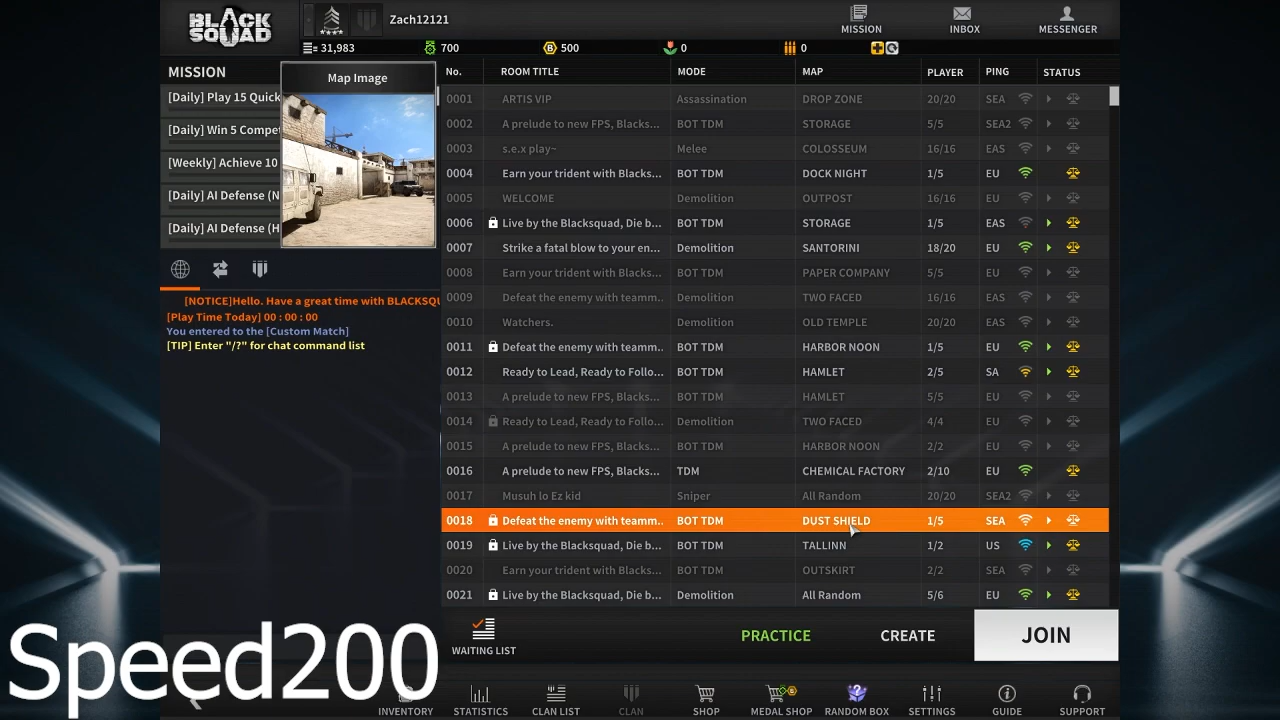 BLACK SQUAD
Zach12121
MISSION
INBOX
MESSENGER
31,983
700
B 500
0
0
MISSION
[Daily] Play 15 Quick
[Daily] Win 5 Compe
[Weekly] Achieve 10
[Daily] AI Defense (N
[Daily] AI Defense (H
Map Image
[NOTICE]Hello. Have a great time with BLACKSQU
[Play Time Today] 00 : 00 : 00
You entered to the [Custom Match]
[TIP] Enter "/?" for chat command list
No. ROOM TITLE MODE MAP PLAYER PING STATUS
0001 ARTIS VIP Assassination DROP ZONE 20/20 SEA
0002 A prelude to new FPS, Blacks... BOT TDM STORAGE 5/5 SEA2
0003 s.e.x play~ Melee COLOSSEUM 16/16 EAS
0004 Earn your trident with Blacks... BOT TDM DOCK NIGHT 1/5 EU
0005 WELCOME Demolition OUTPOST 16/16 EAS
0006 Live by the Blacksquad, Die b... BOT TDM STORAGE 1/5 EAS
0007 Strike a fatal blow to your en... Demolition SANTORINI 18/20 EU
0008 Earn your trident with Blacks... BOT TDM PAPER COMPANY 5/5 EU
0009 Defeat the enemy with teamm... Demolition TWO FACED 16/16 EAS
0010 Watchers. Demolition OLD TEMPLE 20/20 EAS
0011 Defeat the enemy with teamm.. BOT TDM HARBOR NOON 1/5 EU
0012 Ready to Lead, Ready to Follo... BOT TDM HAMLET 2/5 SA
0013 A prelude to new FPS, Blacks... BOT TDM HAMLET 5/5 EU
0014 Ready to Lead, Ready to Follo... Demolition TWO FACED 4/4 EAS
0015 A prelude to new FPS, Blacks... BOT TDM HARBOR NOON 2/2 EU
0016 A prelude to new FPS, Blacks... TDM CHEMICAL FACTORY 2/10 EU
0017 Musuh lo Ez kid Sniper All Random 20/20 SEA2
0018 Defeat the enemy with teamm.. BOT TDM DUST SHIELD 1/5 SEA
0019 Live by the Blacksquad, Die b... BOT TDM TALLINN 1/2 US
0020 Earn your trident with Blacks... BOT TDM OUTSKIRT 2/2 SEA
0021 Live by the Blacksquad, Die b... Demolition All Random 5/6 EU
WAITING LIST
PRACTICE
CREATE
JOIN
Speed200
INVENTORY
STATISTICS
CLAN LIST
CLAN
SHOP
MEDAL SHOP
RANDOM BOX
SETTINGS
GUIDE
SUPPORT